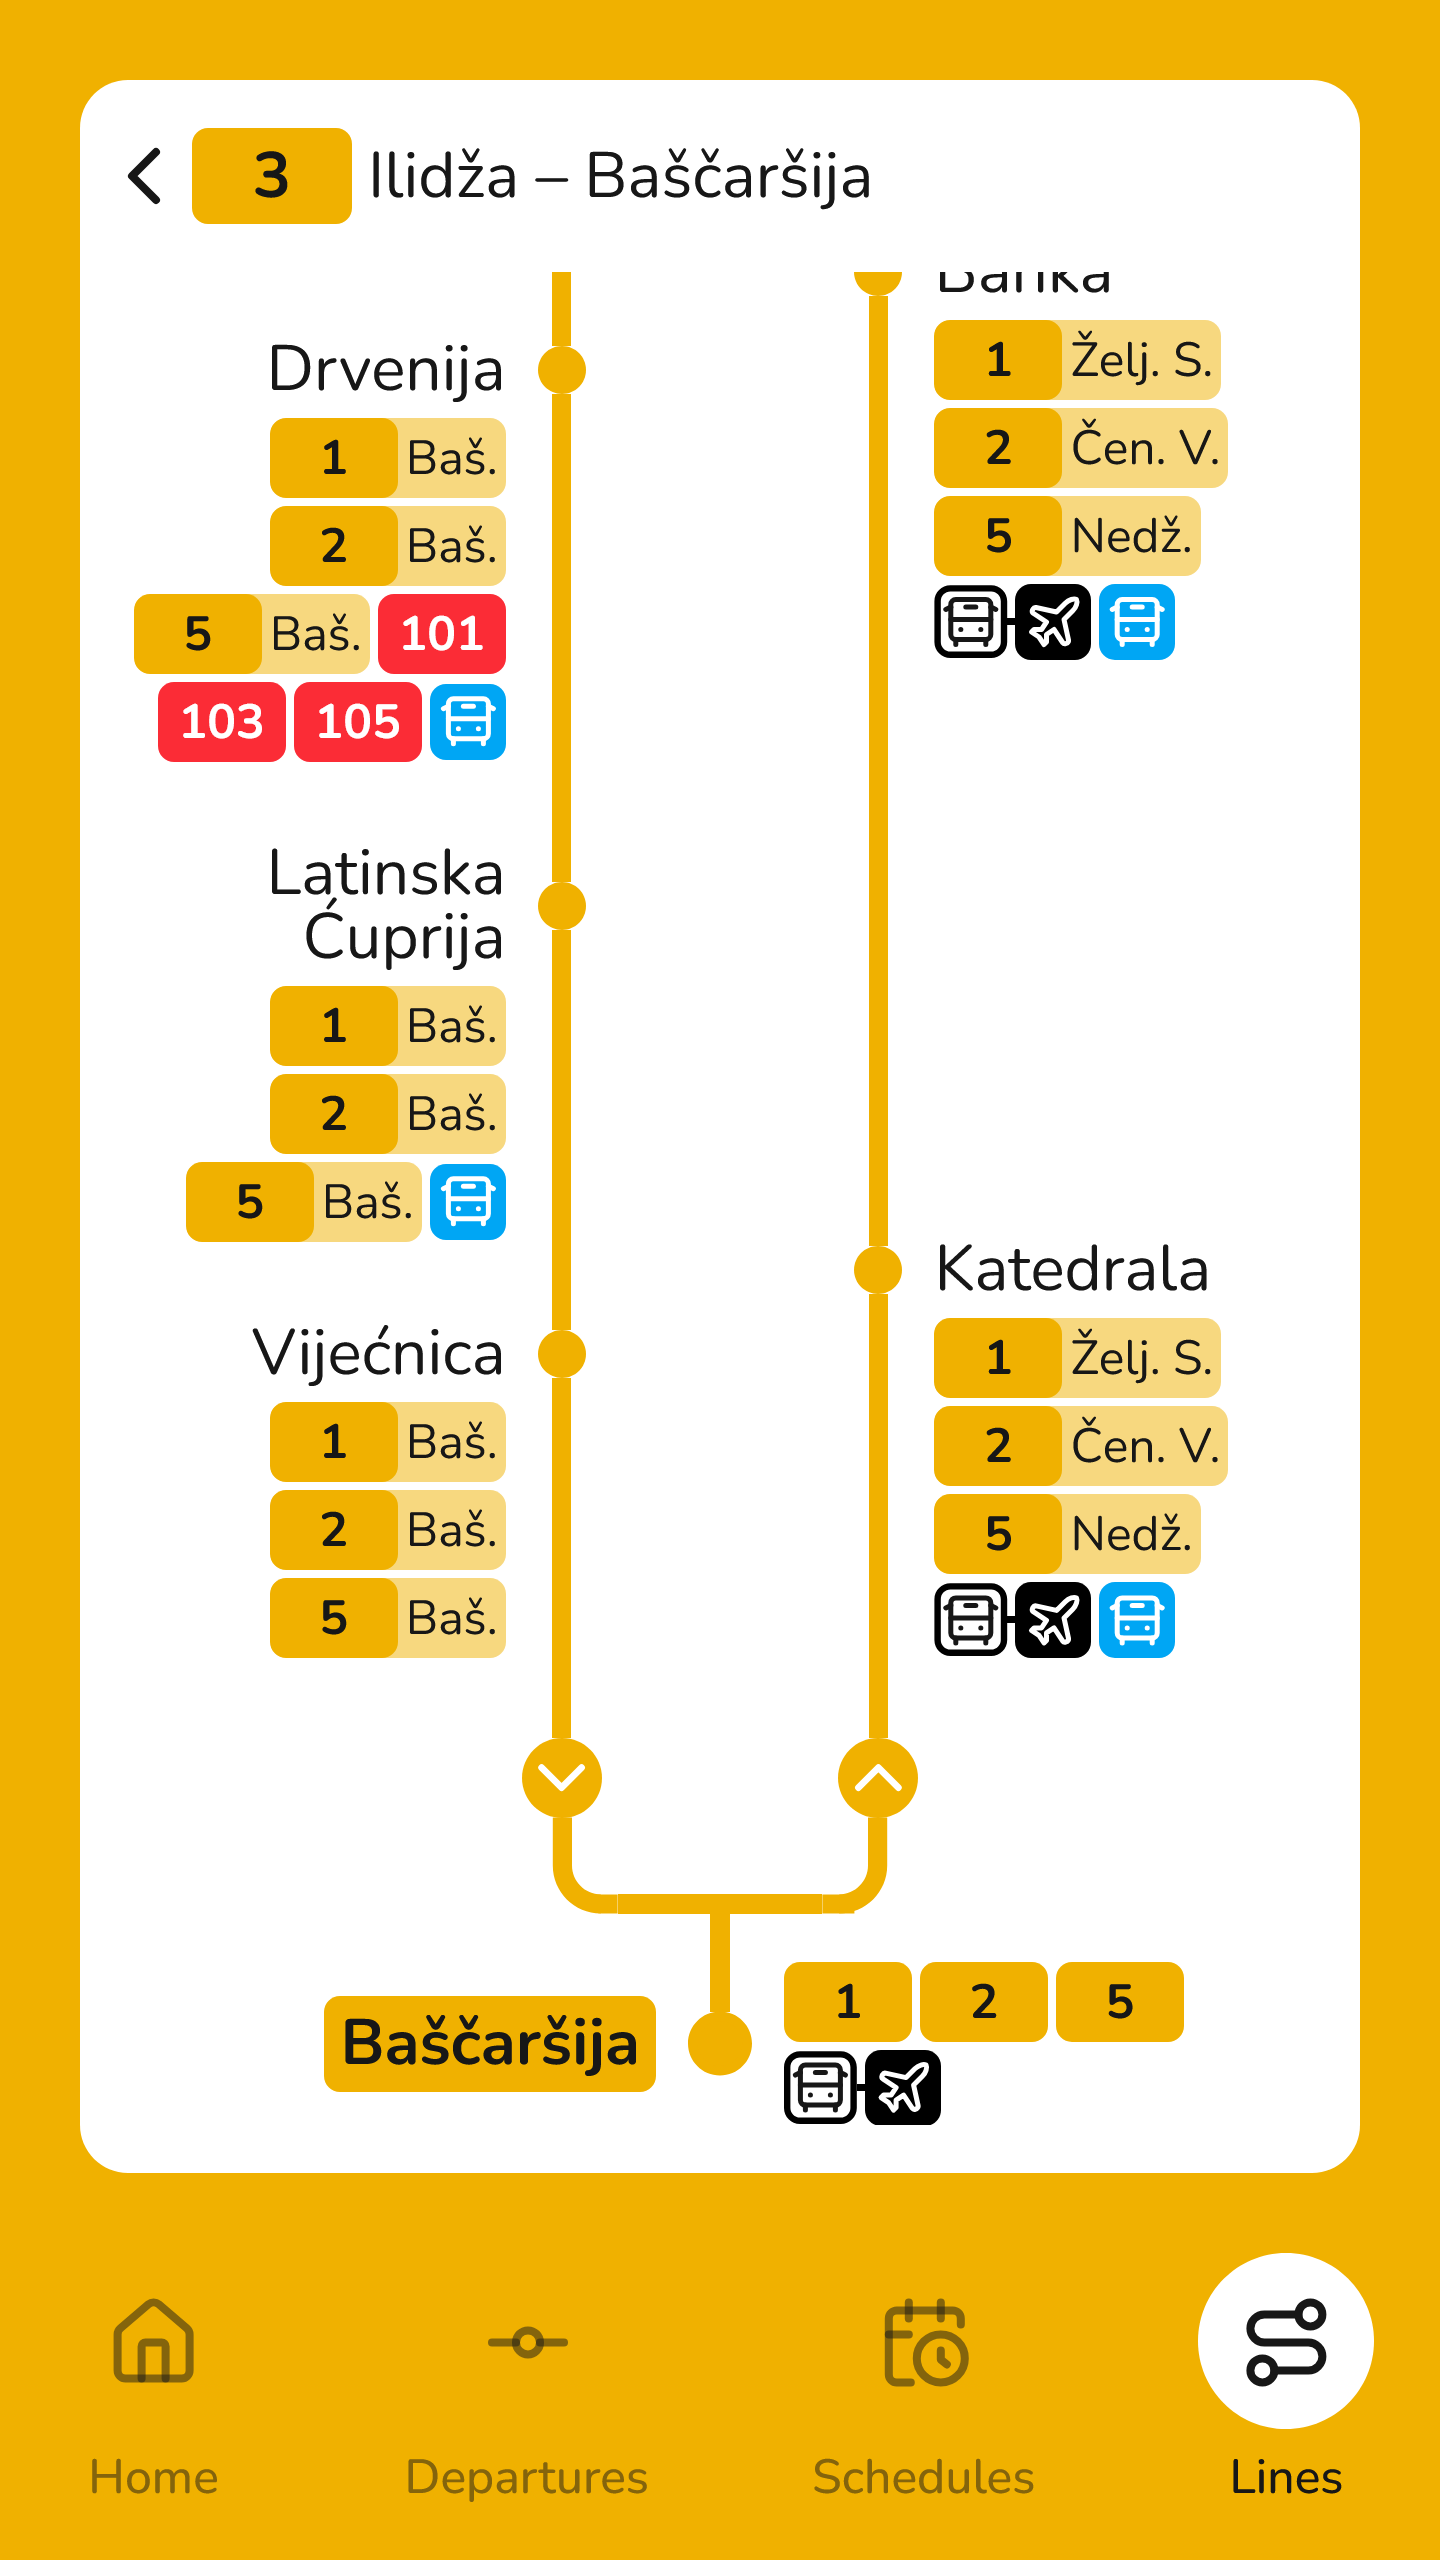 3 Ilidža – Baščaršija
Banka
1 Želj. S.
2 Čen. V.
5 Nedž.
Drvenija
1 Baš.
2 Baš.
5 Baš. 101
103 105
Latinska
Ćuprija
1 Baš.
2 Baš.
5 Baš.
Katedrala
1 Želj. S.
2 Čen. V.
5 Nedž.
Vijećnica
1 Baš.
2 Baš.
5 Baš.
Baščaršija
1 2 5
Home
Departures
Schedules
Lines